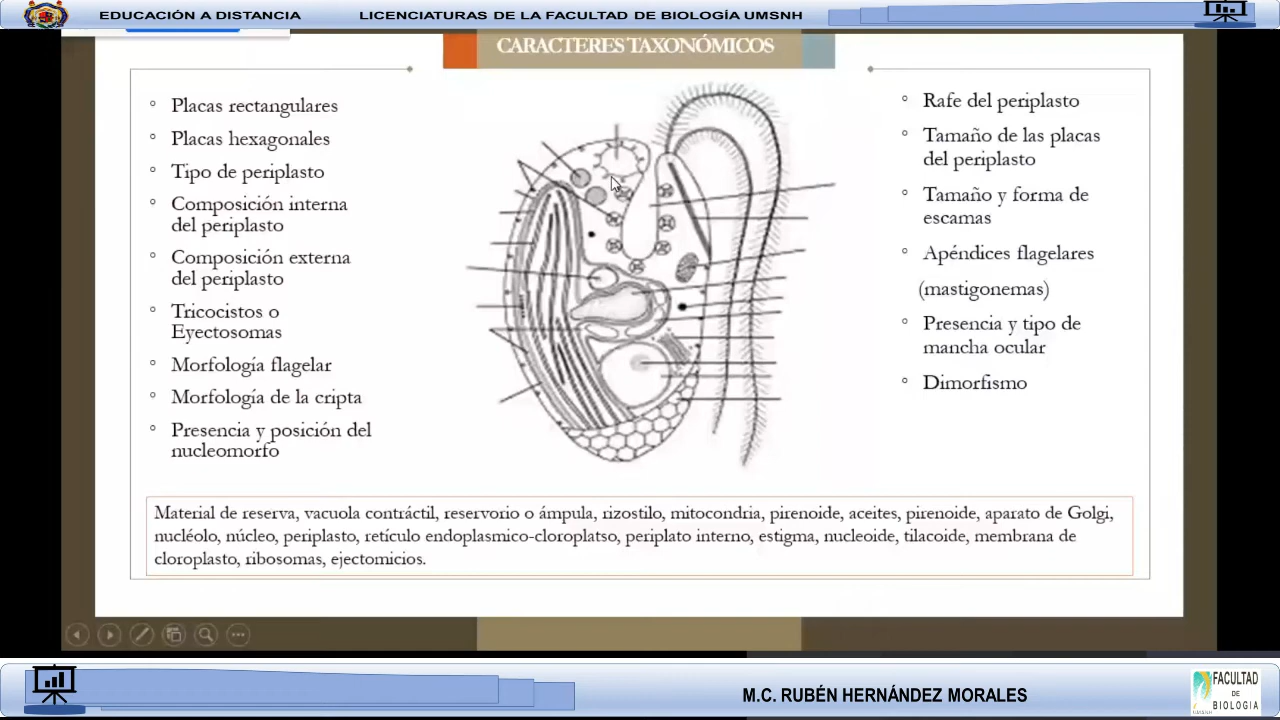 EDUCACIÓN A DISTANCIA
LICENCIATURAS DE LA FACULTAD DE BIOLOGÍA UMSNH
CARACTERES TAXONÓMICOS
Placas rectangulares
Placas hexagonales
Tipo de periplasto
Composición interna
del periplasto
Composición externa
del periplasto
Tricocistos o
Eyectosomas
Morfología flagelar
Morfología de la cripta
Presencia y posición del
nucleomorfo
Rafe del periplasto
Tamaño de las placas
del periplasto
Tamaño y forma de
escamas
Apéndices flagelares
(mastigonemas)
Presencia y tipo de
mancha ocular
Dimorfismo
Material de reserva, vacuola contráctil, reservorio o ámpula, rizostilo, mitocondria, pirenoide, aceites, pirenoide, aparato de Golgi,
nucléolo, núcleo, periplasto, retículo endoplasmico-cloroplatso, periplato interno, estigma, nucleoide, tilacoide, membrana de
cloroplasto, ribosomas, ejectomicios.
M.C. RUBÉN HERNÁNDEZ MORALES
FACULTAD
DE
BIOLOGIA